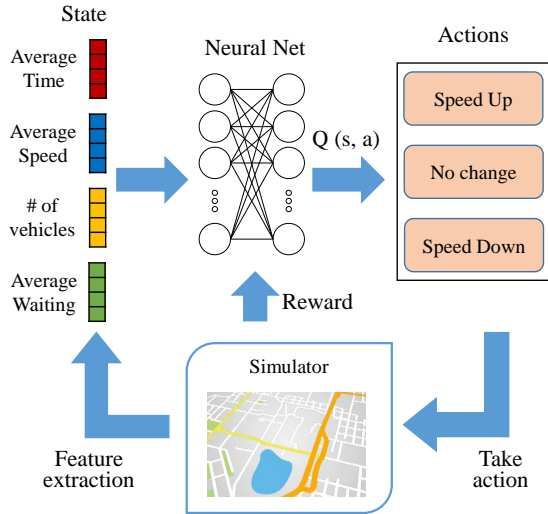 State
Average
Time
Average
Speed
# of
vehicles
Average
Waiting
Neural Net
Q (s, a)
Actions
Speed Up
No change
Speed Down
Reward
Simulator
Feature
extraction
Take
action